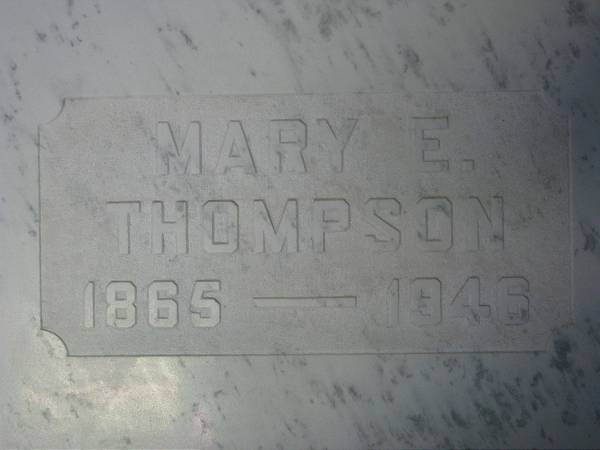 MARY E.
THOMPSON
1865 — 1946